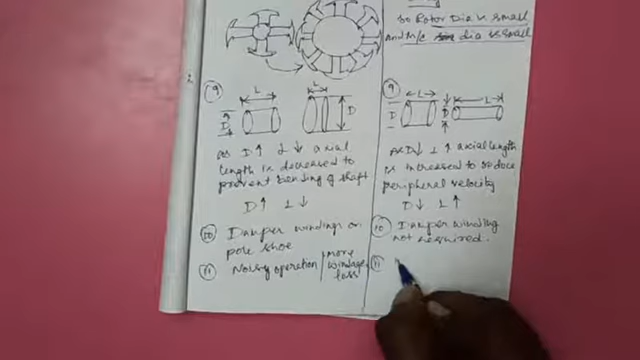 So Rotor Dia is small
and M/c dia is small
9
L
L
D
D
as D↑ L↓ axial
length is decreased to
prevent bending of shaft
D↑ L↓
10 Damper windings on
pole shoe
11 Noisy operation | more
windage
loss
9
L
L
D
D
as D↓ L↑ axial length
is increased to reduce
peripheral velocity
D↓ L↑
10 Damper winding
not required.
11